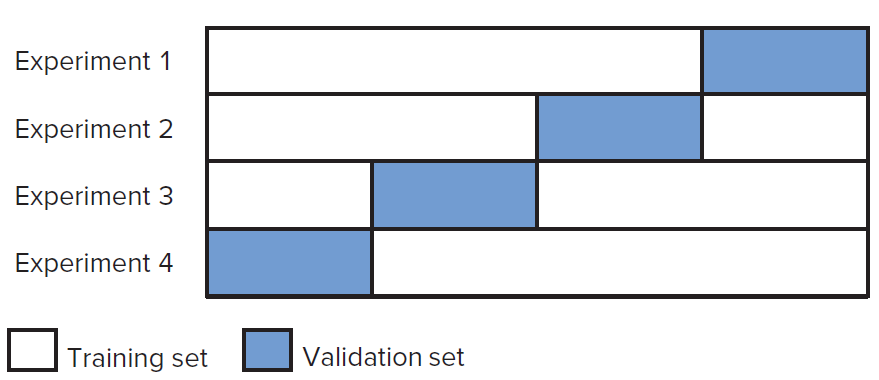 Experiment 1
Experiment 2
Experiment 3
Experiment 4
Training set Validation set